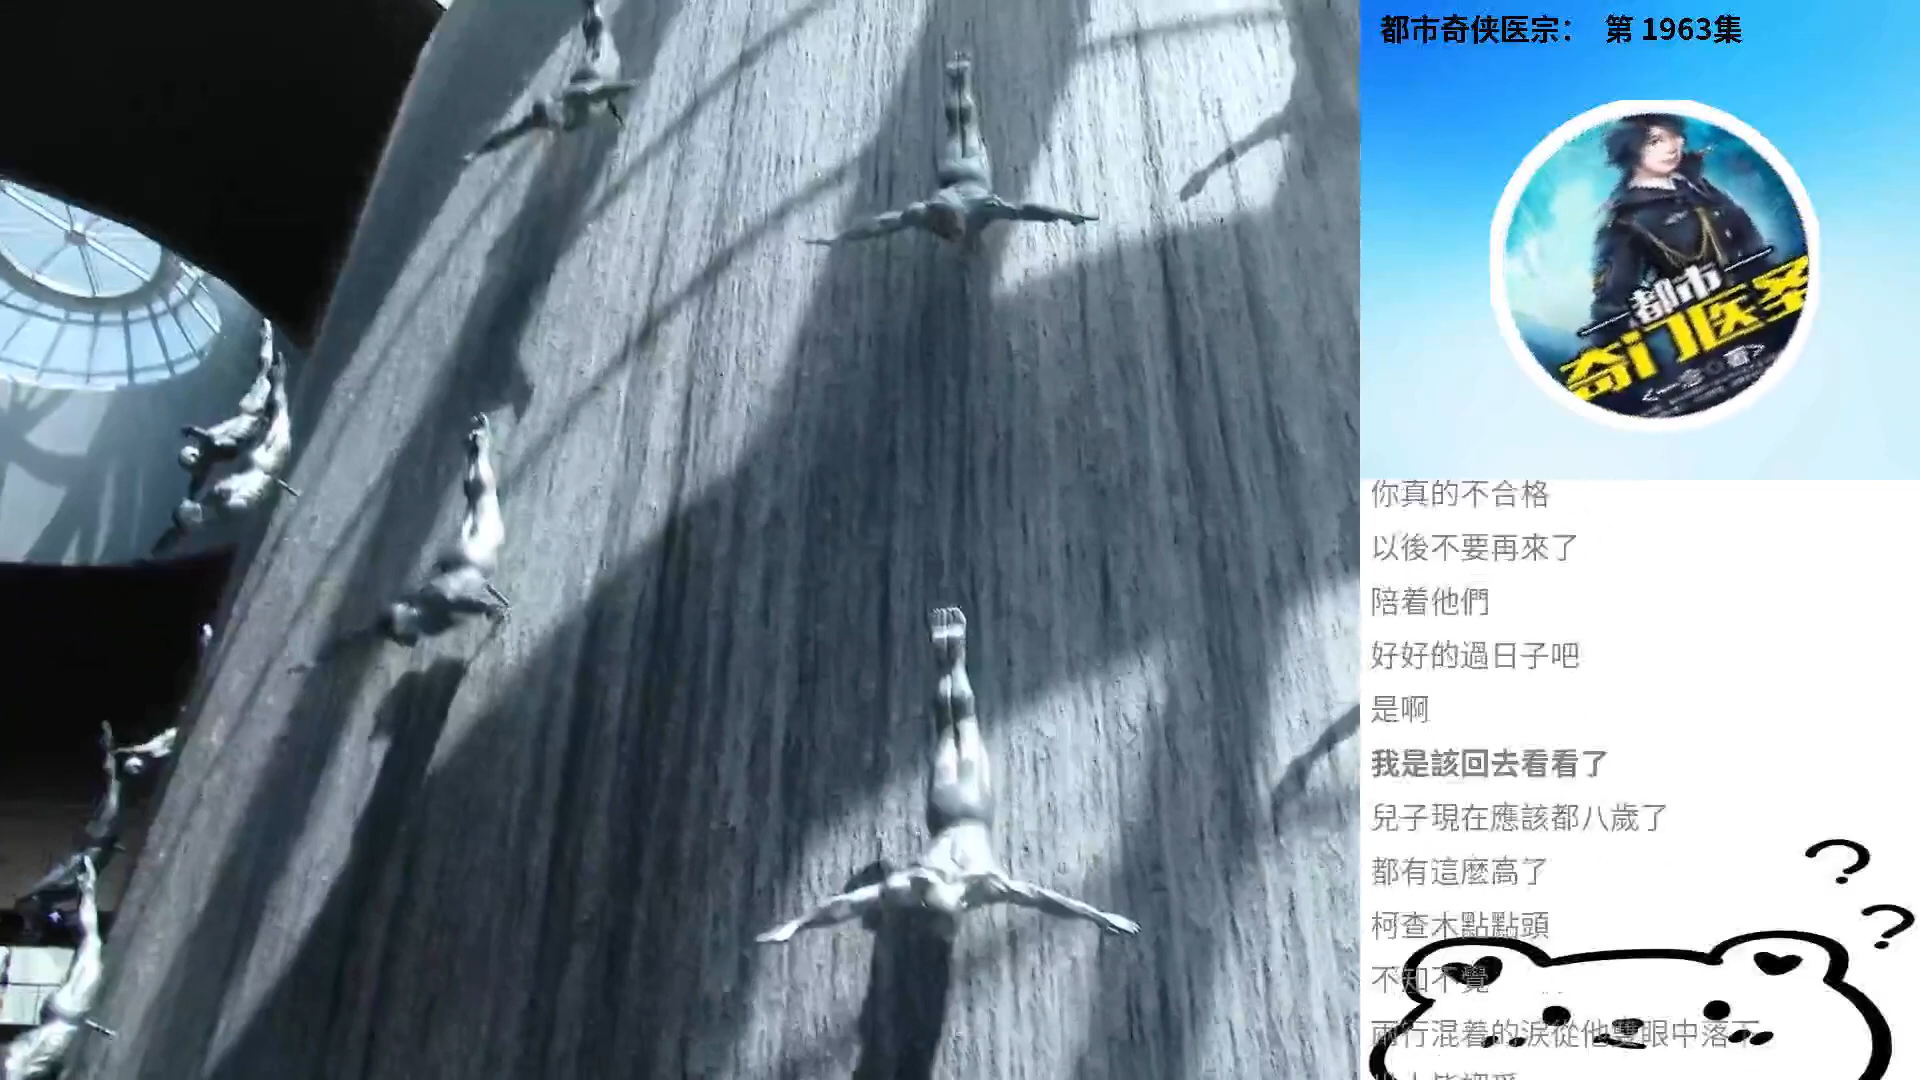 都市奇侠医宗： 第 1963集
都市
奇门医圣
你真的不合格
以後不要再來了
陪着他們
好好的過日子吧
是啊
我是該回去看看了
兒子現在應該都八歲了
都有這麼高了
柯查木點點頭
不知不覺
兩行混着的淚從他雙眼中落下